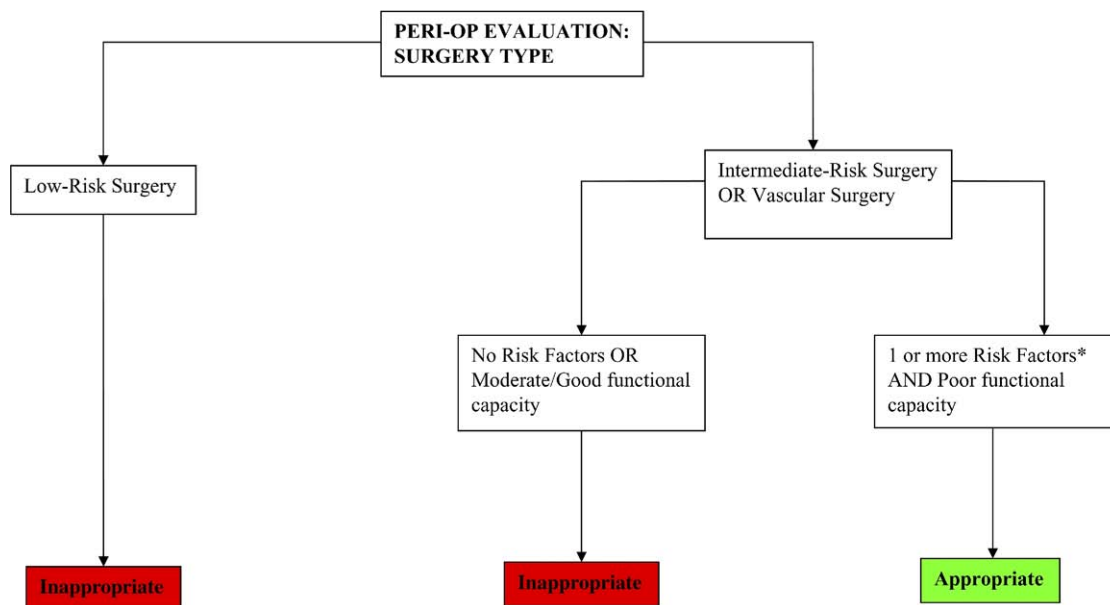 PERI-OP EVALUATION:
SURGERY TYPE
Low-Risk Surgery
Intermediate-Risk Surgery
OR Vascular Surgery
No Risk Factors OR
Moderate/Good functional
capacity
1 or more Risk Factors*
AND Poor functional
capacity
Inappropriate
Inappropriate
Appropriate